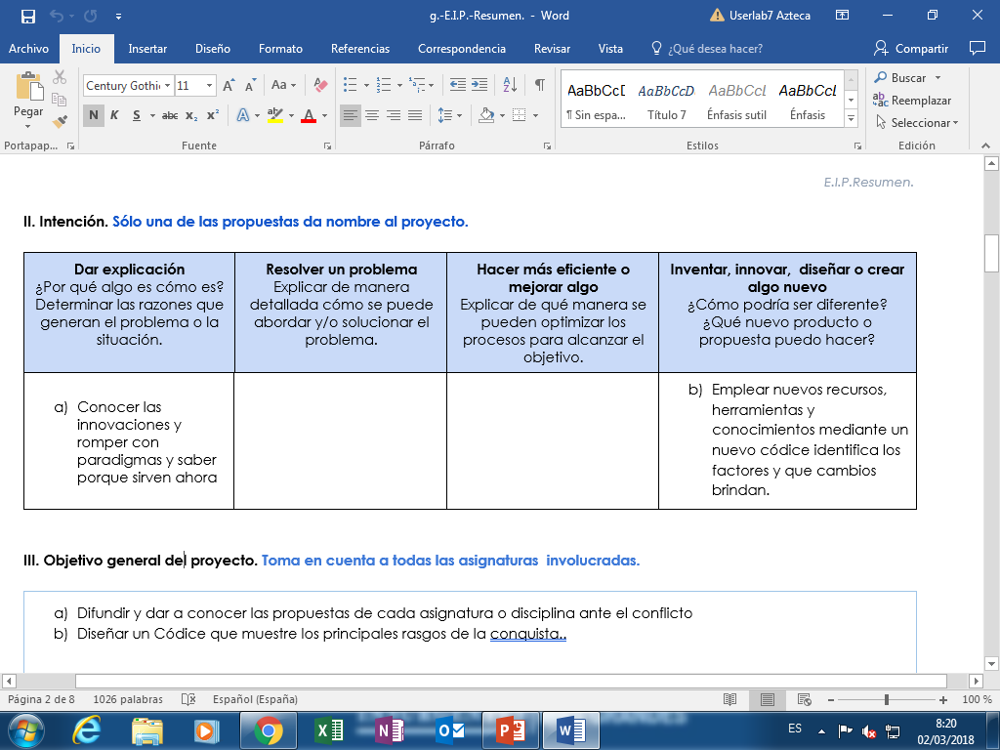 g.-E.I.P.-Resumen. - Word
Userlab7 Azteca
Archivo Inicio Insertar Diseño Formato Referencias Correspondencia Revisar Vista ¿Qué desea hacer? Compartir
Pegar
Century Gothi 11
N K S abc x₂ x² A
AaBbCcD AaBbCcD AaBbCcL AaBbCcL
¶ Sin espa... Título 7 Énfasis sutil Énfasis
Buscar
Reemplazar
Seleccionar
Portapap... Fuente Párrafo Estilos Edición
E.I.P.Resumen.
II. Intención. Sólo una de las propuestas da nombre al proyecto.
Dar explicación
¿Por qué algo es cómo es?
Determinar las razones que
generan el problema o la
situación.
Resolver un problema
Explicar de manera
detallada cómo se puede
abordar y/o solucionar el
problema.
Hacer más eficiente o
mejorar algo
Explicar de qué manera se
pueden optimizar los
procesos para alcanzar el
objetivo.
Inventar, innovar, diseñar o crear
algo nuevo
¿Cómo podría ser diferente?
¿Qué nuevo producto o
propuesta puedo hacer?
a) Conocer las
innovaciones y
romper con
paradigmas y saber
porque sirven ahora
b) Emplear nuevos recursos,
herramientas y
conocimientos mediante un
nuevo códice identifica los
factores y que cambios
brindan.
III. Objetivo general del proyecto. Toma en cuenta a todas las asignaturas involucradas.
a) Difundir y dar a conocer las propuestas de cada asignatura o disciplina ante el conflicto
b) Diseñar un Códice que muestre los principales rasgos de la conquista..
Página 2 de 8 1026 palabras Español (España) 100 %
ES
8:20
02/03/2018